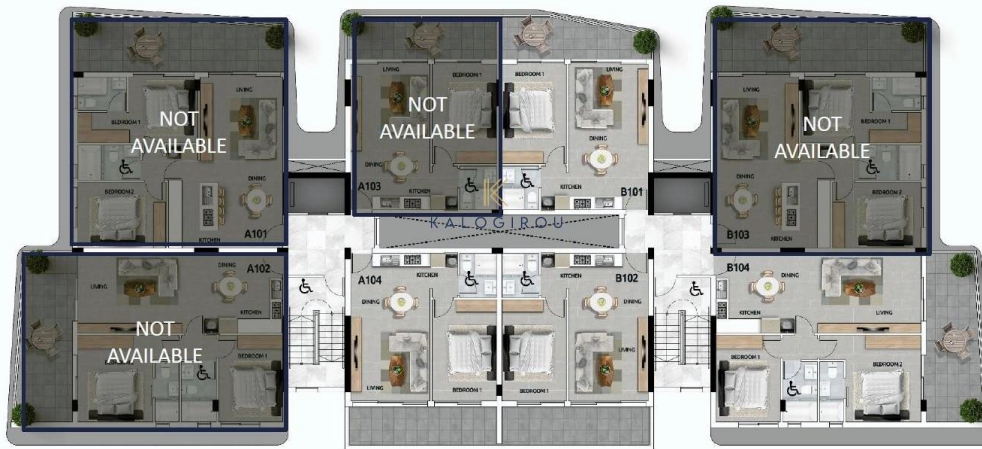 LIVING
BEDROOM 1
NOT
AVAILABLE
DINING
BEDROOM 2
KITCHEN
A101
LIVING
BEDROOM 1
NOT
AVAILABLE
DINING
A103
KITCHEN
BEDROOM 1
LIVING
DINING
KITCHEN
B101
LIVING
BEDROOM 1
NOT
AVAILABLE
DINING
BEDROOM 2
B103
KITCHEN
K
KALOGIROU
A102
DINING
LIVING
KITCHEN
NOT
AVAILABLE
BEDROOM 1
A104
KITCHEN
DINING
LIVING
BEDROOM 1
B102
KITCHEN
DINING
LIVING
BEDROOM 1
B104
DINING
KITCHEN
LIVING
BEDROOM 1
BEDROOM 2